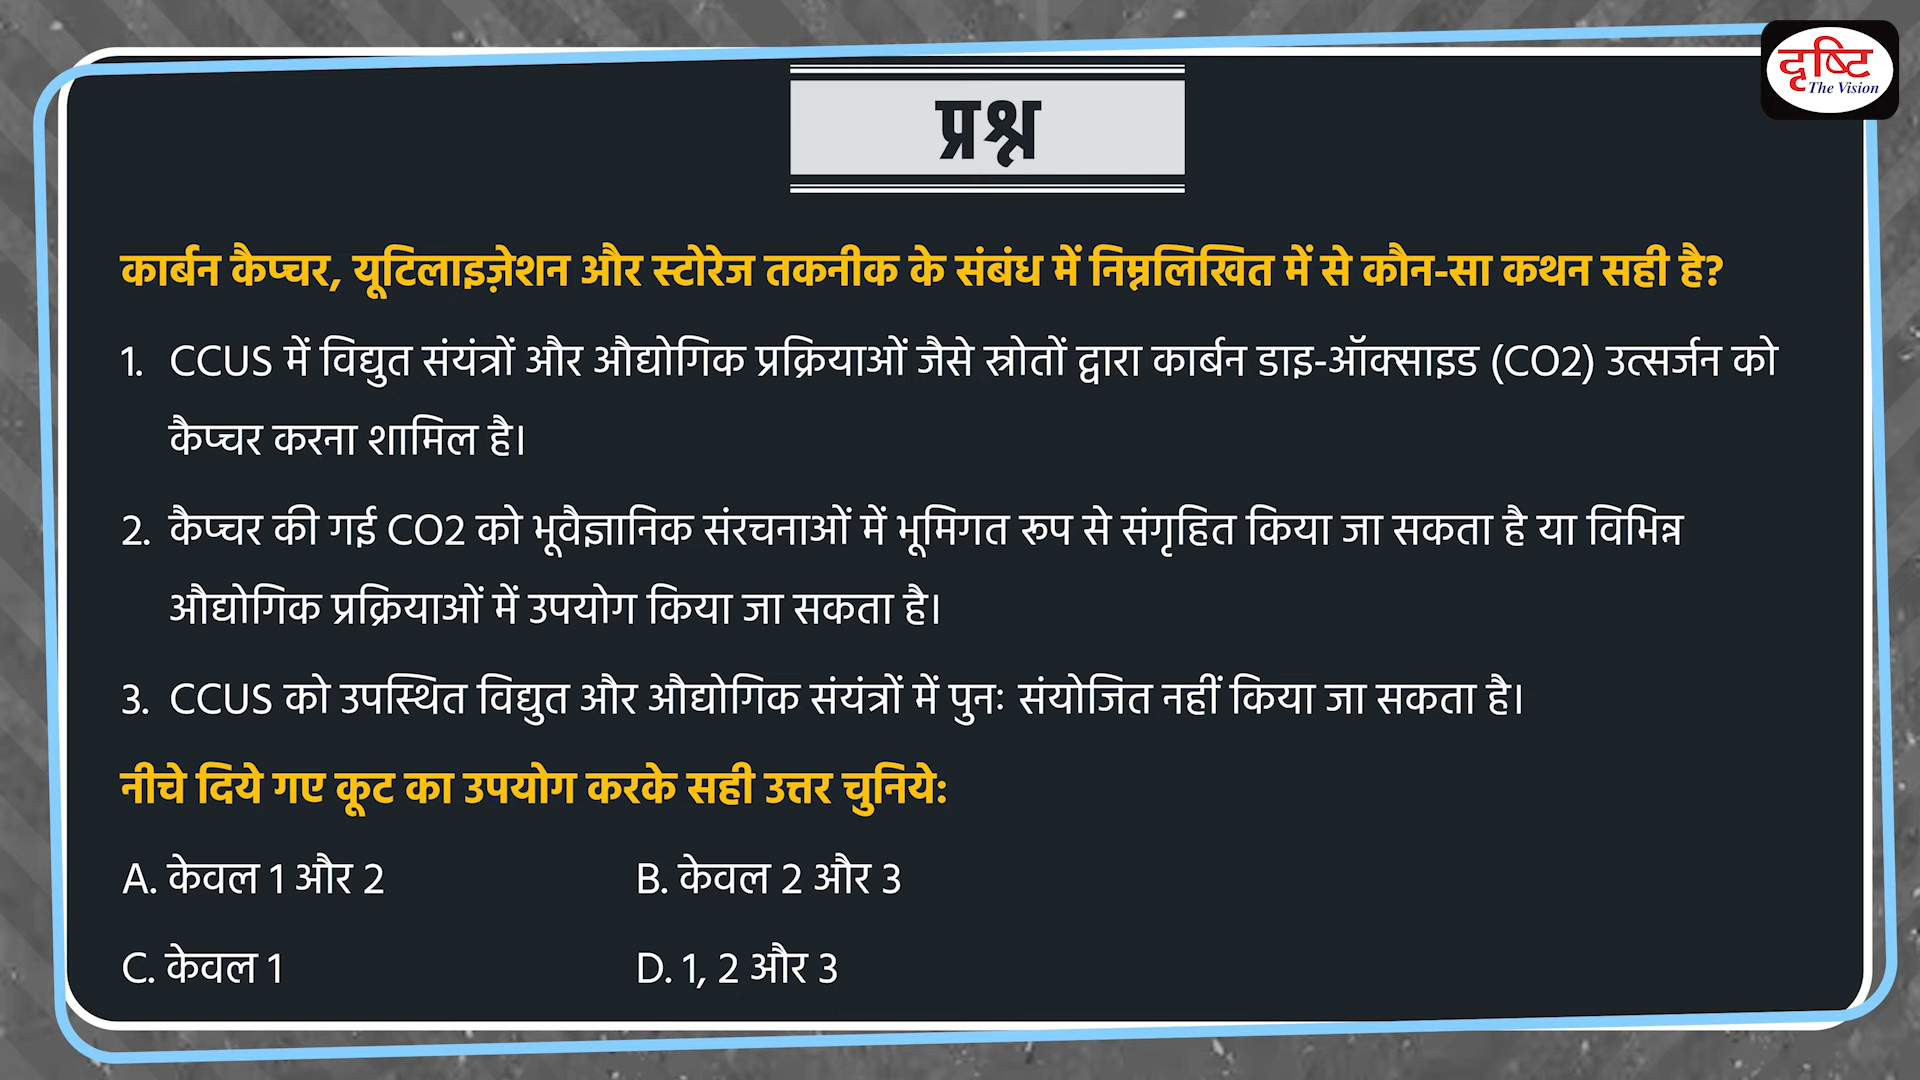 दृष्टि
The Vision
प्रश्न
कार्बन कैप्चर, यूटिलाइज़ेशन और स्टोरेज तकनीक के संबंध में निम्नलिखित में से कौन-सा कथन सही है?
1. CCUS में विद्युत संयंत्रों और औद्योगिक प्रक्रियाओं जैसे स्रोतों द्वारा कार्बन डाइ-ऑक्साइड (CO2) उत्सर्जन को
कैप्चर करना शामिल है।
2. कैप्चर की गई CO2 को भूवैज्ञानिक संरचनाओं में भूमिगत रूप से संगृहित किया जा सकता है या विभिन्न
औद्योगिक प्रक्रियाओं में उपयोग किया जा सकता है।
3. CCUS को उपस्थित विद्युत और औद्योगिक संयंत्रों में पुनः संयोजित नहीं किया जा सकता है।
नीचे दिये गए कूट का उपयोग करके सही उत्तर चुनिये:
A. केवल 1 और 2 B. केवल 2 और 3
C. केवल 1 D. 1, 2 और 3